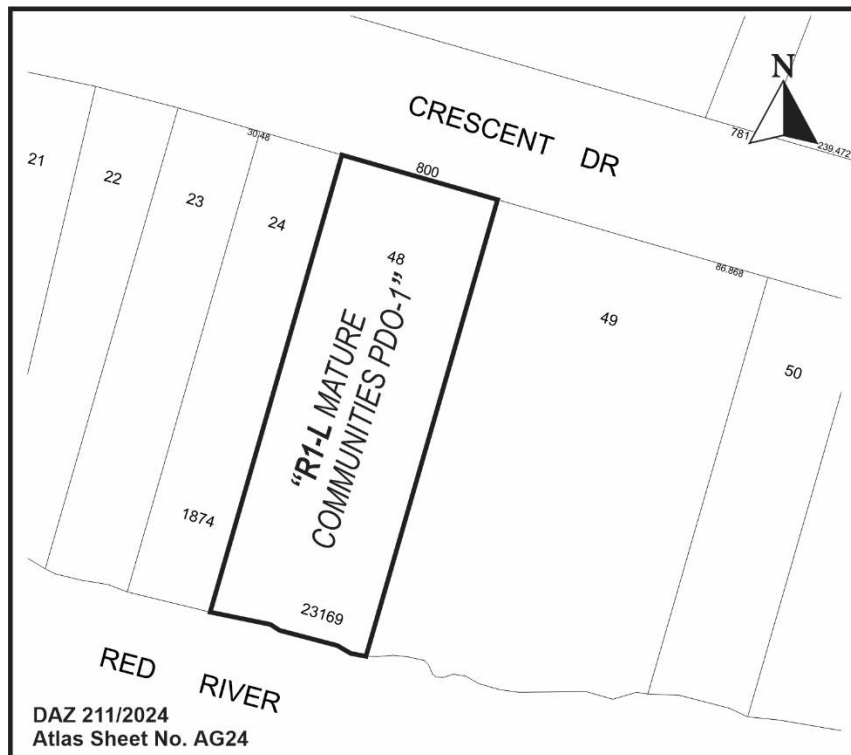 N
CRESCENT DR
781
239.472
30.48
800
21
22
23
24
48
86.868
49
50
“R1-L MATURE
COMMUNITIES PDO-1”
1874
23169
RED RIVER
DAZ 211/2024
Atlas Sheet No. AG24